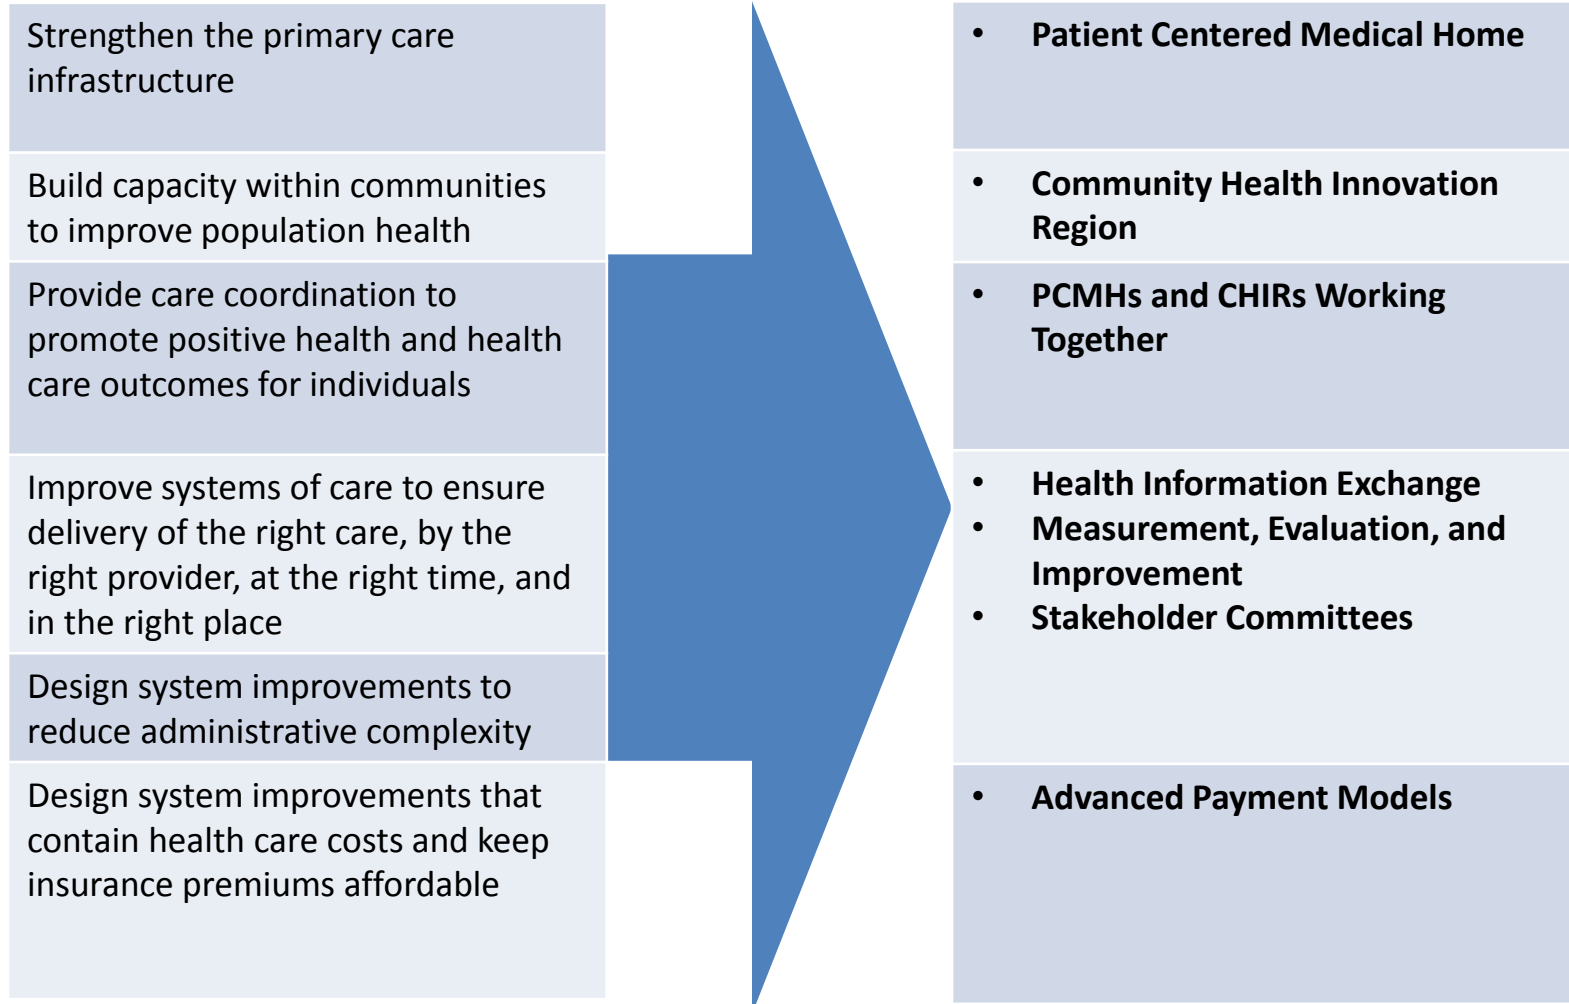 Strengthen the primary care
infrastructure
Build capacity within communities
to improve population health
Provide care coordination to
promote positive health and health
care outcomes for individuals
Improve systems of care to ensure
delivery of the right care, by the
right provider, at the right time, and
in the right place
Design system improvements to
reduce administrative complexity
Design system improvements that
contain health care costs and keep
insurance premiums affordable
• Patient Centered Medical Home
• Community Health Innovation
Region
• PCMHs and CHIRs Working
Together
• Health Information Exchange
• Measurement, Evaluation, and
Improvement
• Stakeholder Committees
• Advanced Payment Models